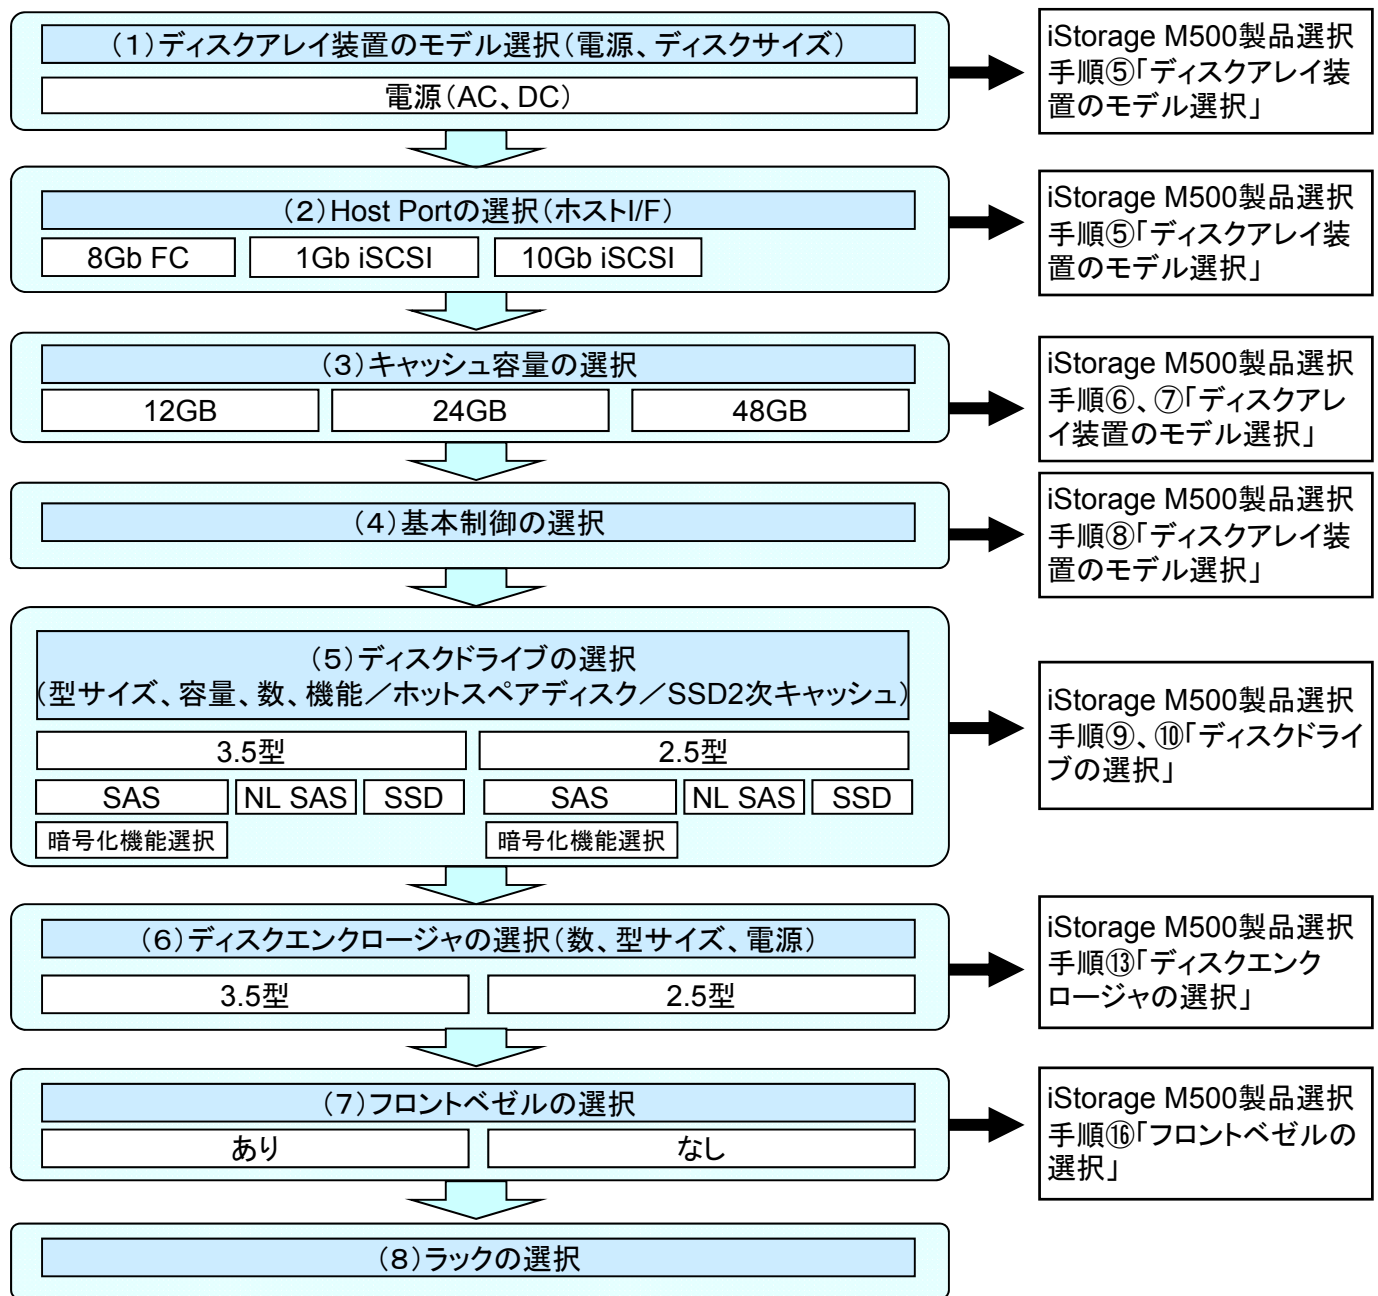 (1)ディスクアレイ装置のモデル選択(電源、ディスクサイズ)
電源(AC、DC)
iStorage M500製品選択
手順⑤「ディスクアレイ装
置のモデル選択」
(2)Host Portの選択(ホストI/F)
8Gb FC
1Gb iSCSI
10Gb iSCSI
iStorage M500製品選択
手順⑤「ディスクアレイ装
置のモデル選択」
(3)キャッシュ容量の選択
12GB
24GB
48GB
iStorage M500製品選択
手順⑥、⑦「ディスクアレ
イ装置のモデル選択」
(4)基本制御の選択
iStorage M500製品選択
手順⑧「ディスクアレイ装
置のモデル選択」
(5)ディスクドライブの選択
(型サイズ、容量、数、機能/ホットスペアディスク/SSD2次キャッシュ)
3.5型
2.5型
SAS
NL SAS
SSD
SAS
NL SAS
SSD
暗号化機能選択
暗号化機能選択
iStorage M500製品選択
手順⑨、⑩「ディスクドライ
ブの選択」
(6)ディスクエンクロージャの選択(数、型サイズ、電源)
3.5型
2.5型
iStorage M500製品選択
手順⑬「ディスクエンク
ロージャの選択」
(7)フロントベゼルの選択
あり
なし
iStorage M500製品選択
手順⑯「フロントベゼルの
選択」
(8)ラックの選択